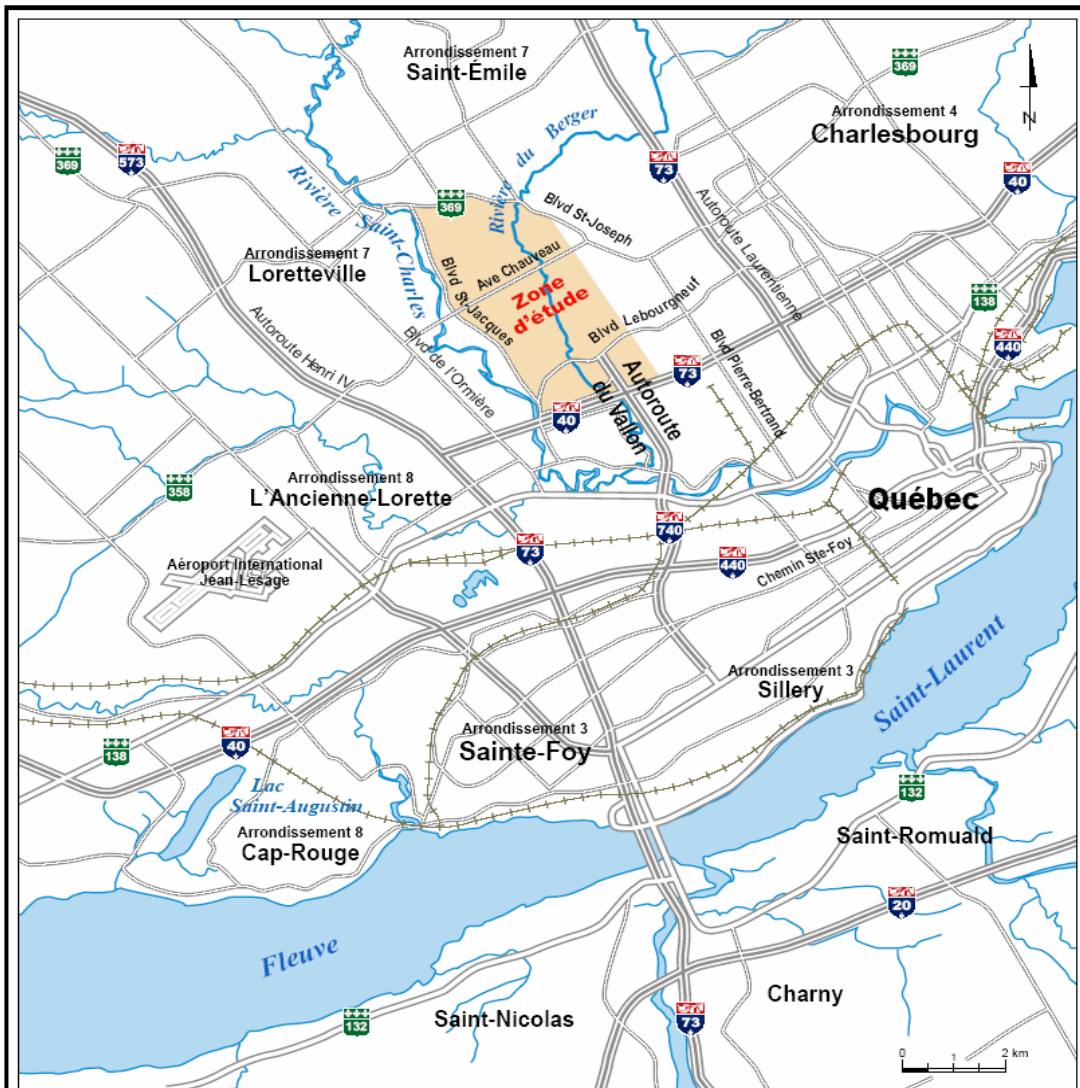 Arrondissement 7
Saint-Émile
369
Arrondissement 4
Charlesbourg
N
369
573
Rivière du Berger
73
40
Rivière Saint-Charles
369
Blvd St-Joseph
Autoroute Laurentienne
Arrondissement 7
Loretteville
Blvd St-Jacques
Ave Chauveau
Zone
d'étude
Blvd Lebourgneuf
138
440
Autoroute Henri IV
Blvd de l'Ormière
Autoroute
du Vallon
73
Blvd Pierre-Bertrand
40
358
Arrondissement 8
L'Ancienne-Lorette
Québec
740
73
440
Chemin Ste-Foy
Aéroport International
Jean-Lesage
Arrondissement 3
Sillery
Saint-Laurent
Arrondissement 3
Sainte-Foy
138
40
Lac
Saint-Augustin
132
Arrondissement 8
Cap-Rouge
Saint-Romuald
20
Fleuve
Charny
Saint-Nicolas
132
73
0 1 2 km